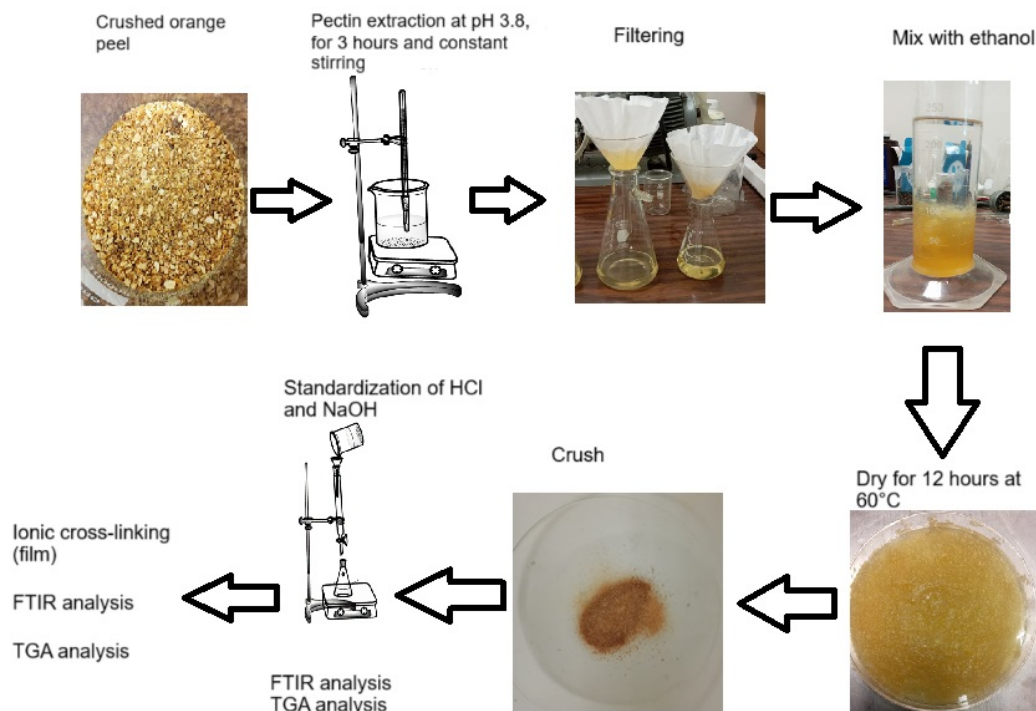 Crushed orange
peel
Pectin extraction at pH 3.8,
for 3 hours and constant
stirring
Filtering
Mix with ethanol
Dry for 12 hours at
60°C
Crush
Standardization of HCl
and NaOH
FTIR analysis
TGA analysis
Ionic cross-linking
(film)
FTIR analysis
TGA analysis